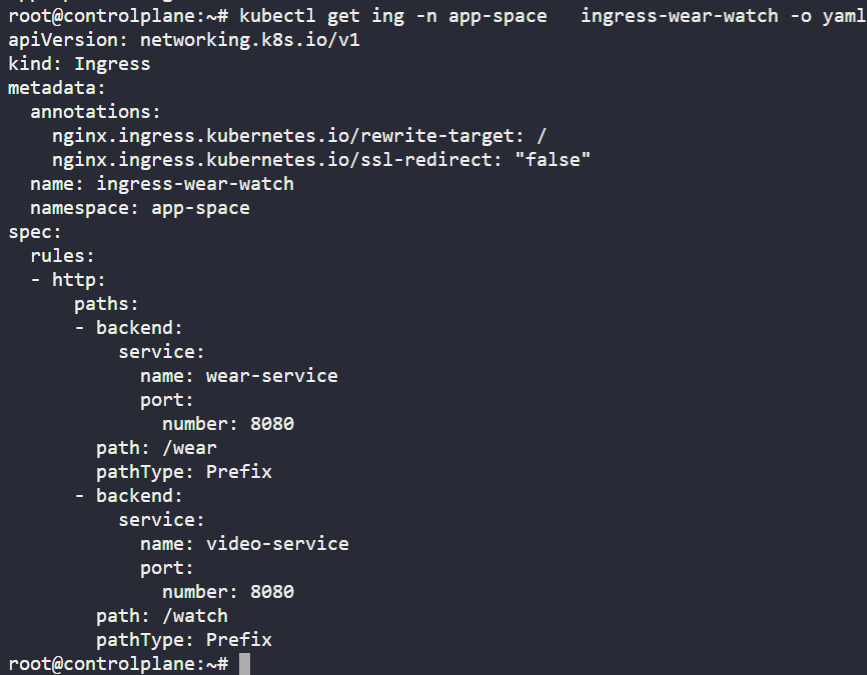 root@controlplane:~# kubectl get ing -n app-space   ingress-wear-watch -o yaml
apiVersion: networking.k8s.io/v1
kind: Ingress
metadata:
  annotations:
    nginx.ingress.kubernetes.io/rewrite-target: /
    nginx.ingress.kubernetes.io/ssl-redirect: "false"
  name: ingress-wear-watch
  namespace: app-space
spec:
  rules:
  - http:
      paths:
      - backend:
          service:
            name: wear-service
            port:
              number: 8080
        path: /wear
        pathType: Prefix
      - backend:
          service:
            name: video-service
            port:
              number: 8080
        path: /watch
        pathType: Prefix
root@controlplane:~#